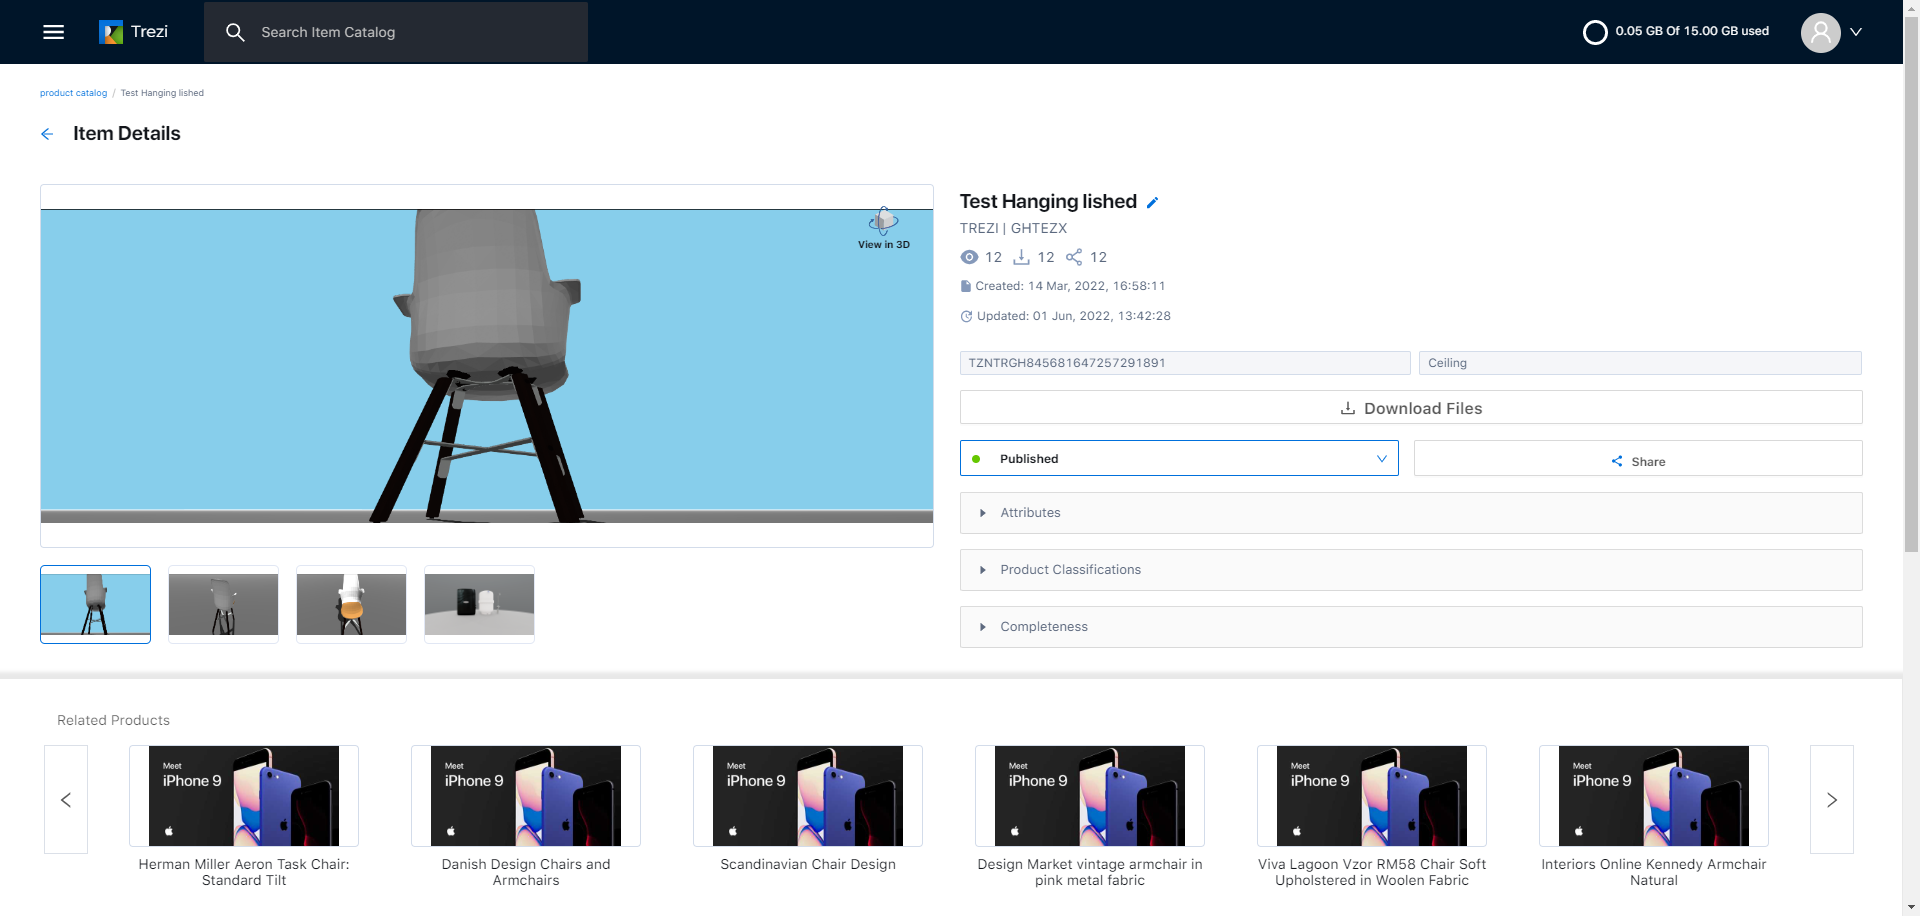 Trezi
Search Item Catalog
0.05 GB Of 15.00 GB used
product catalog / Test Hanging lished
Item Details
View in 3D
Test Hanging lished
TREZI | GHTEZX
12 12 12
Created: 14 Mar, 2022, 16:58:11
Updated: 01 Jun, 2022, 13:42:28
TZNTRGH845681647257291891
Ceiling
Download Files
Published
Share
Attributes
Product Classifications
Completeness
Related Products
Meet
iPhone 9
Herman Miller Aeron Task Chair:
Standard Tilt
Meet
iPhone 9
Danish Design Chairs and
Armchairs
Meet
iPhone 9
Scandinavian Chair Design
Meet
iPhone 9
Design Market vintage armchair in
pink metal fabric
Meet
iPhone 9
Viva Lagoon Vzor RM58 Chair Soft
Upholstered in Woolen Fabric
Meet
iPhone 9
Interiors Online Kennedy Armchair
Natural